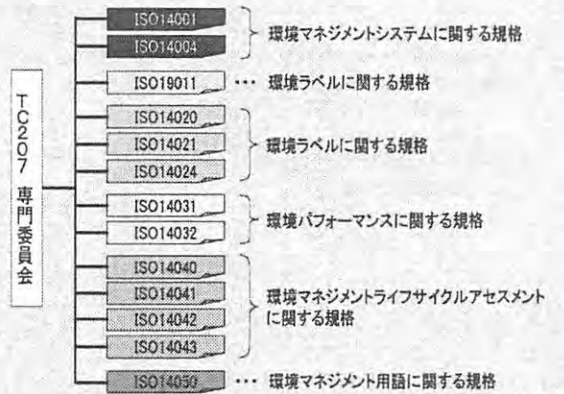 TC207 専門委員会
ISO14001
ISO14004
環境マネジメントシステムに関する規格
ISO19011
… 環境ラベルに関する規格
ISO14020
ISO14021
ISO14024
環境ラベルに関する規格
ISO14031
ISO14032
環境パフォーマンスに関する規格
ISO14040
ISO14041
ISO14042
ISO14043
環境マネジメントライフサイクルアセスメント
に関する規格
ISO14050
… 環境マネジメント用語に関する規格